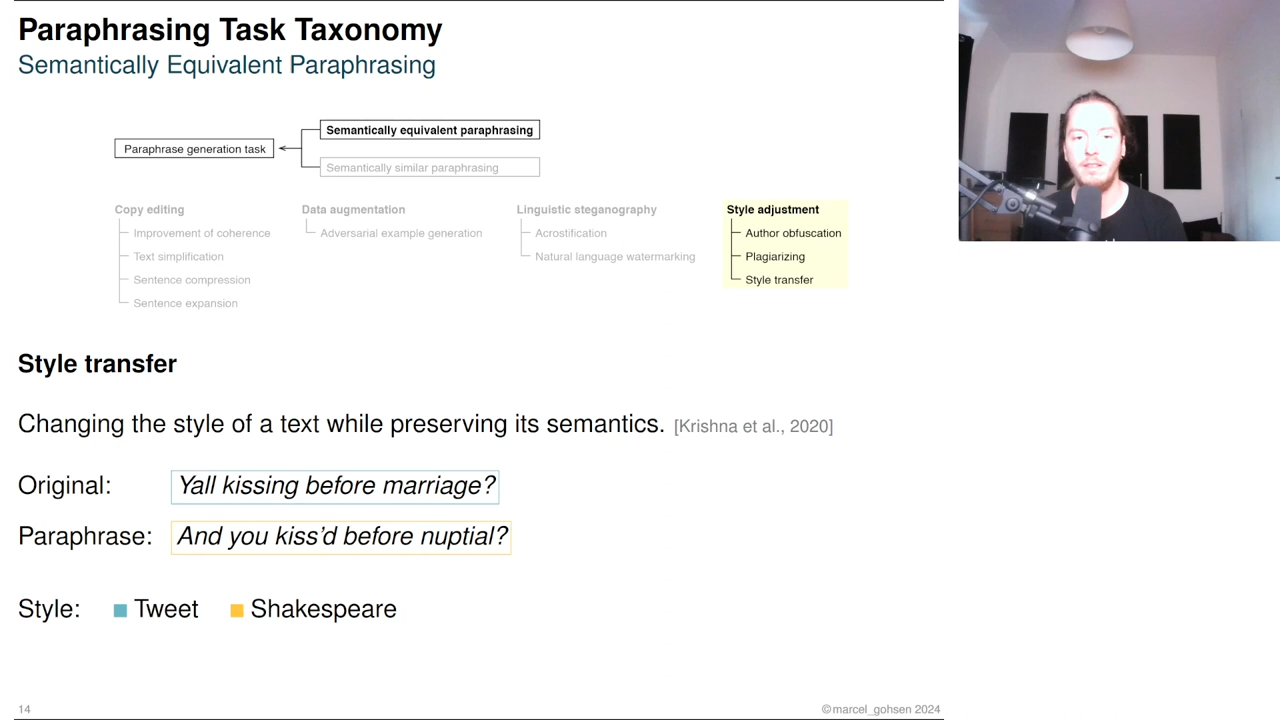 Paraphrasing Task Taxonomy
Semantically Equivalent Paraphrasing
Paraphrase generation task
Semantically equivalent paraphrasing
Semantically similar paraphrasing
Copy editing
Improvement of coherence
Text simplification
Sentence compression
Sentence expansion
Data augmentation
Adversarial example generation
Linguistic steganography
Acrostification
Natural language watermarking
Style adjustment
Author obfuscation
Plagiarizing
Style transfer
Style transfer
Changing the style of a text while preserving its semantics. [Krishna et al., 2020]
Original: Yall kissing before marriage?
Paraphrase: And you kiss’d before nuptial?
Style: Tweet Shakespeare
14 ©marcel_gohsen 2024